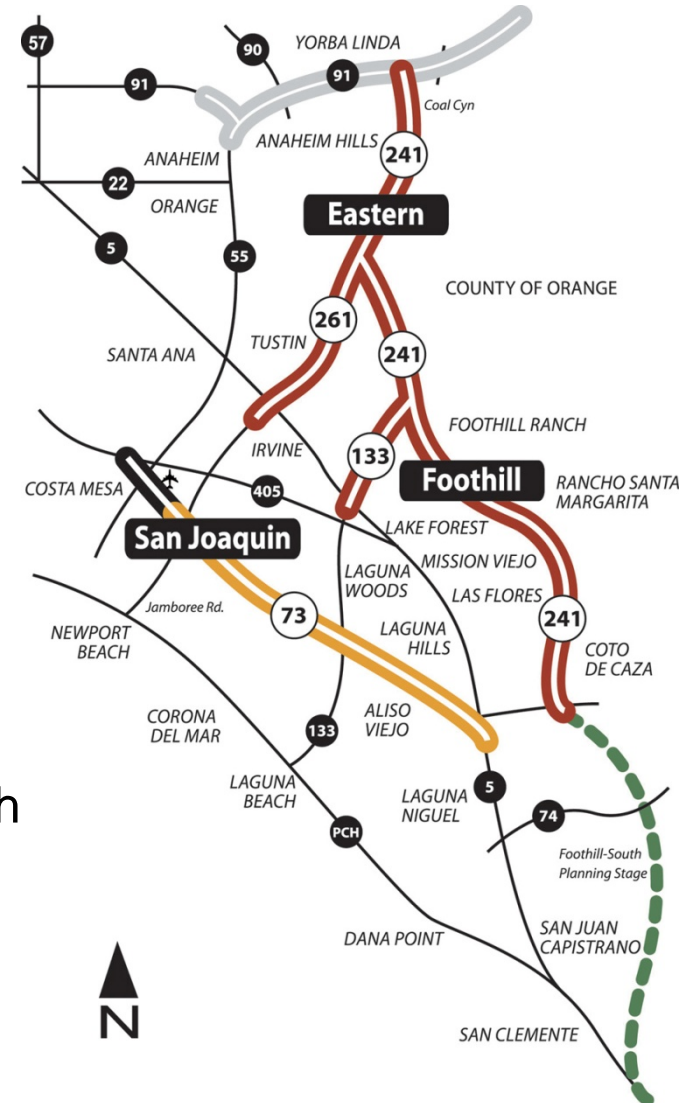 57
90
YORBA LINDA
91
91
Coal Cyn
ANAHEIM HILLS
241
ANAHEIM
22
ORANGE
Eastern
5
55
COUNTY OF ORANGE
261
TUSTIN
241
SANTA ANA
FOOTHILL RANCH
IRVINE
133
Foothill
RANCHO SANTA
MARGARITA
COSTA MESA
405
San Joaquin
LAKE FOREST
MISSION VIEJO
LAGUNA
WOODS
LAS FLORES
Jamboree Rd.
73
241
NEWPORT
BEACH
LAGUNA
HILLS
COTO
DE CAZA
CORONA
DEL MAR
133
ALISO
VIEJO
LAGUNA
BEACH
h
5
LAGUNA
NIGUEL
74
PCH
Foothill-South
Planning Stage
DANA POINT
SAN JUAN
CAPISTRANO
N
SAN CLEMENTE